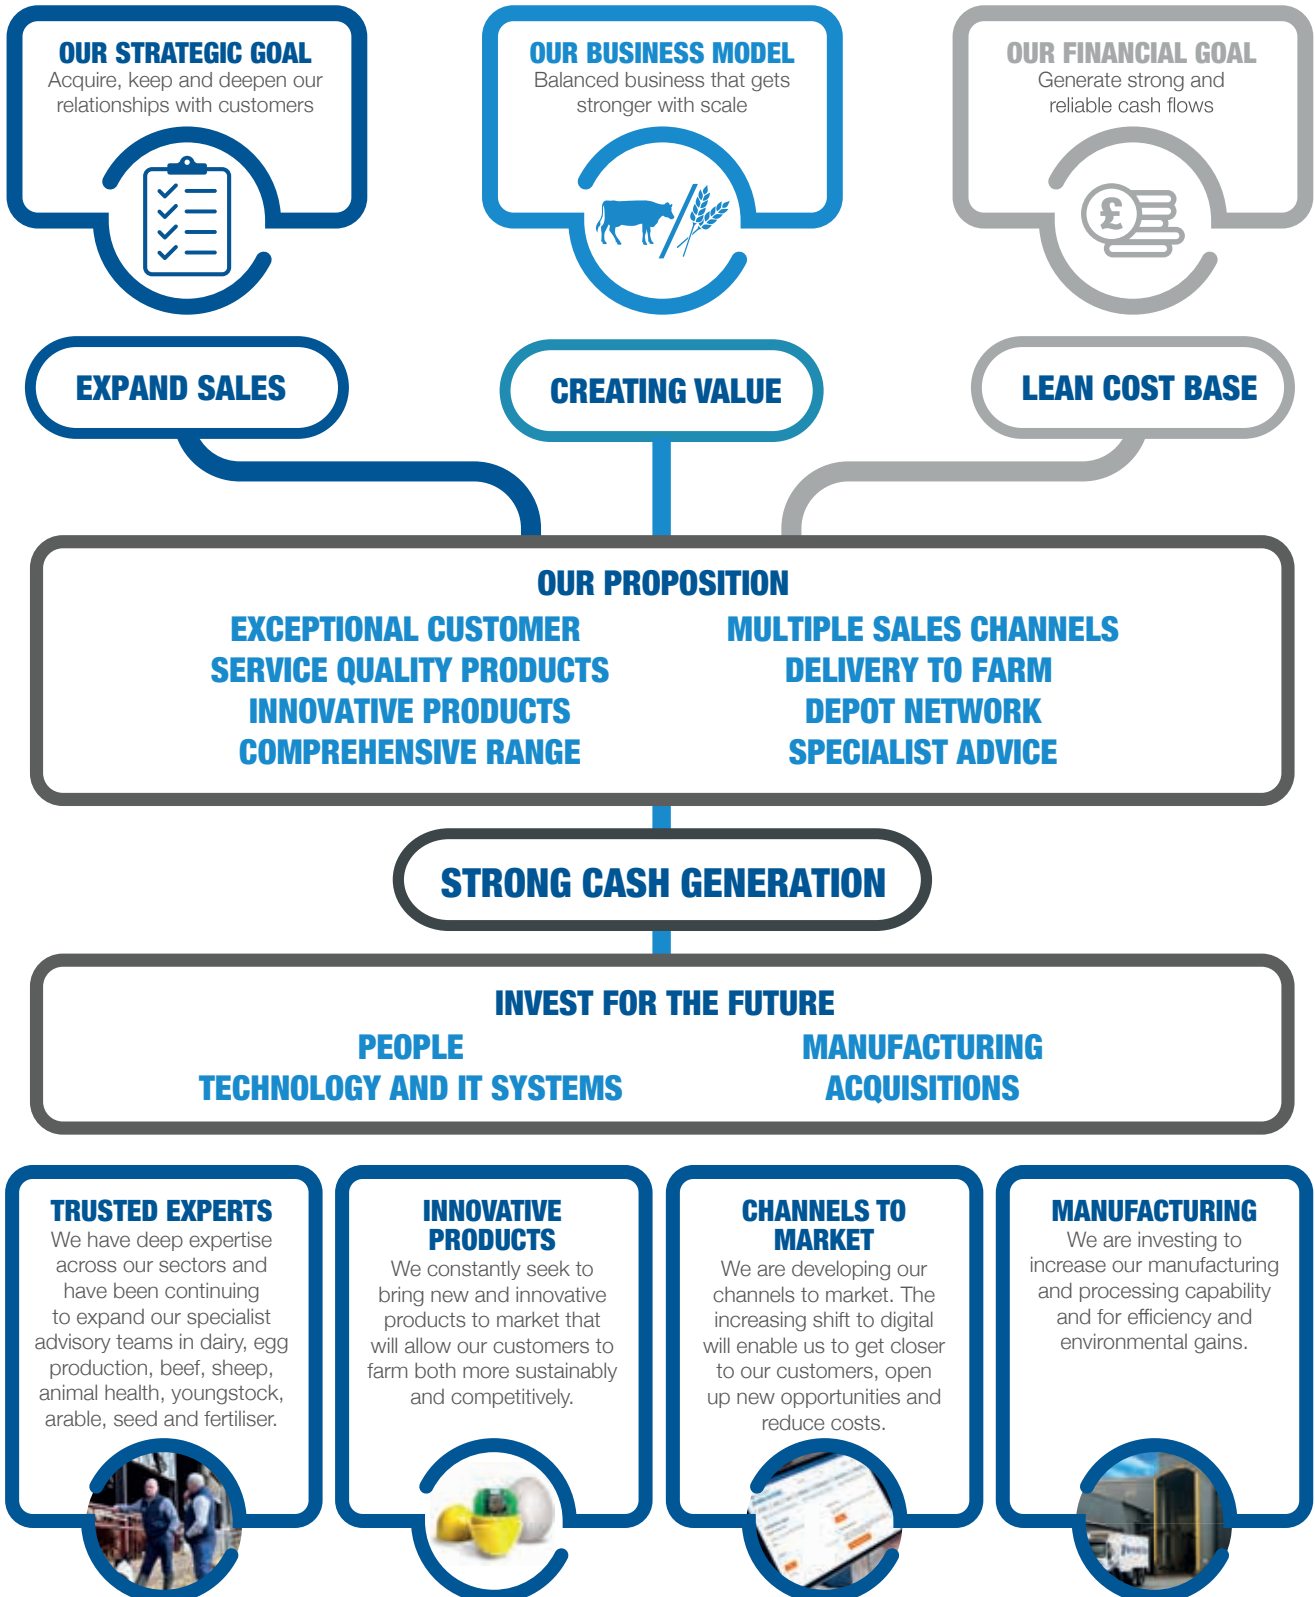 OUR STRATEGIC GOAL
Acquire, keep and deepen our
relationships with customers
OUR BUSINESS MODEL
Balanced business that gets
stronger with scale
OUR FINANCIAL GOAL
Generate strong and
reliable cash flows
£
EXPAND SALES
CREATING VALUE
LEAN COST BASE
OUR PROPOSITION
EXCEPTIONAL CUSTOMER
SERVICE QUALITY PRODUCTS
INNOVATIVE PRODUCTS
COMPREHENSIVE RANGE
MULTIPLE SALES CHANNELS
DELIVERY TO FARM
DEPOT NETWORK
SPECIALIST ADVICE
STRONG CASH GENERATION
INVEST FOR THE FUTURE
PEOPLE
TECHNOLOGY AND IT SYSTEMS
MANUFACTURING
ACQUISITIONS
TRUSTED EXPERTS
We have deep expertise
across our sectors and
have been continuing
to expand our specialist
advisory teams in dairy, egg
production, beef, sheep,
animal health, youngstock,
arable, seed and fertiliser.
INNOVATIVE
PRODUCTS
We constantly seek to
bring new and innovative
products to market that
will allow our customers to
farm both more sustainably
and competitively.
CHANNELS TO
MARKET
We are developing our
channels to market. The
increasing shift to digital
will enable us to get closer
to our customers, open
up new opportunities and
reduce costs.
MANUFACTURING
We are investing to
increase our manufacturing
and processing capability
and for efficiency and
environmental gains.